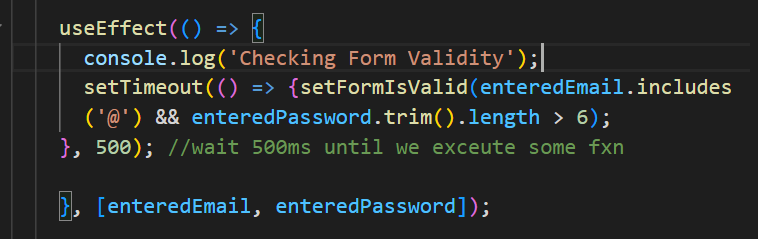 useEffect(() => {
console.log('Checking Form Validity');
setTimeout(() => {setFormIsValid(enteredEmail.includes
('@') && enteredPassword.trim().length > 6);
}, 500); //wait 500ms until we exceute some fxn
}, [enteredEmail, enteredPassword]);